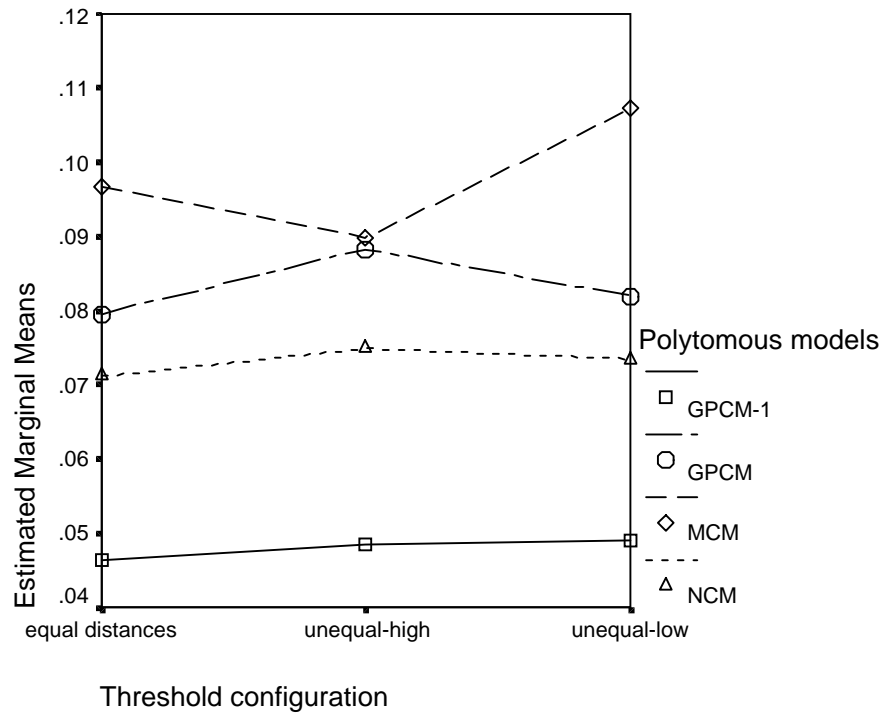 Estimated Marginal Means
.12
.11
.10
.09
.08
.07
.06
.05
.04
equal distances
unequal-high
unequal-low
Threshold configuration
Polytomous models
GPCM-1
GPCM
MCM
NCM